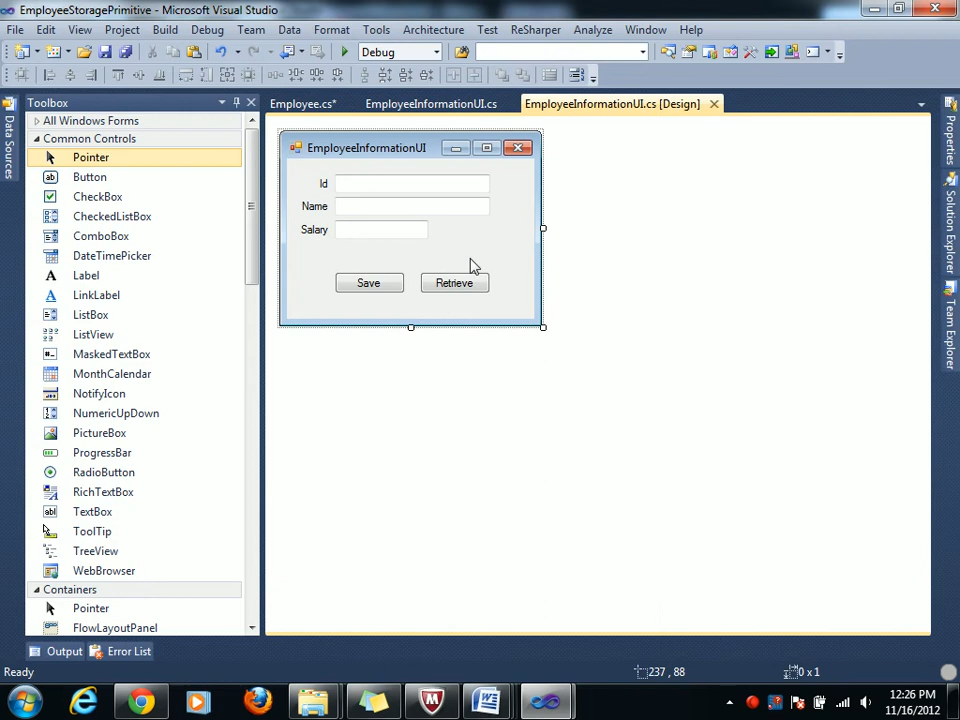 EmployeeStoragePrimitive - Microsoft Visual Studio
File Edit View Project Build Debug Team Data Format Tools Architecture Test ReSharper Analyze Window Help
Debug
Data Sources
Toolbox
All Windows Forms
Common Controls
Pointer
Button
CheckBox
CheckedListBox
ComboBox
DateTimePicker
Label
LinkLabel
ListBox
ListView
MaskedTextBox
MonthCalendar
NotifyIcon
NumericUpDown
PictureBox
ProgressBar
RadioButton
RichTextBox
TextBox
ToolTip
TreeView
WebBrowser
Containers
Pointer
FlowLayoutPanel
Employee.cs* EmployeeInformationUI.cs EmployeeInformationUI.cs [Design]
EmployeeInformationUI
Id
Name
Salary
Save Retrieve
Properties
Solution Explorer
Team Explorer
Output Error List
Ready 237 , 88 0 x 1
12:26 PM
11/16/2012